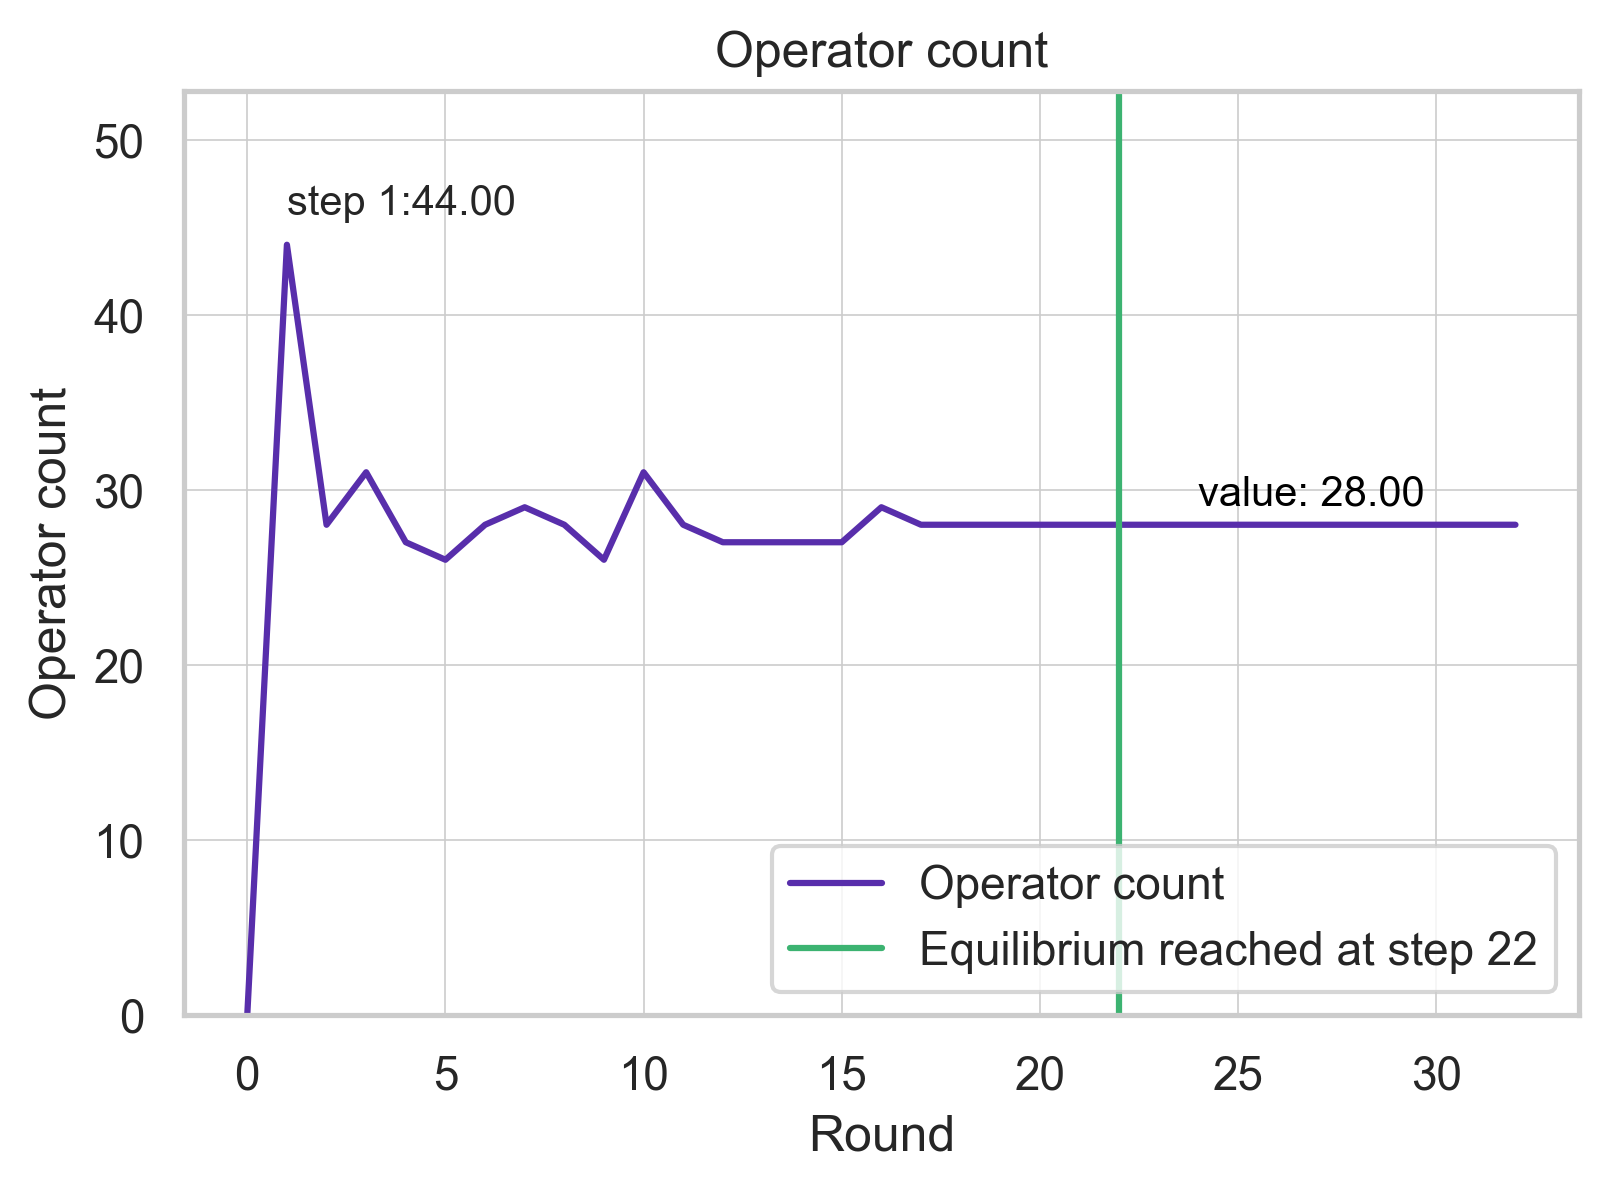 Operator count
50
40
30
20
10
0
Operator count
step 1:44.00
value: 28.00
Operator count
Equilibrium reached at step 22
0 5 10 15 20 25 30
Round